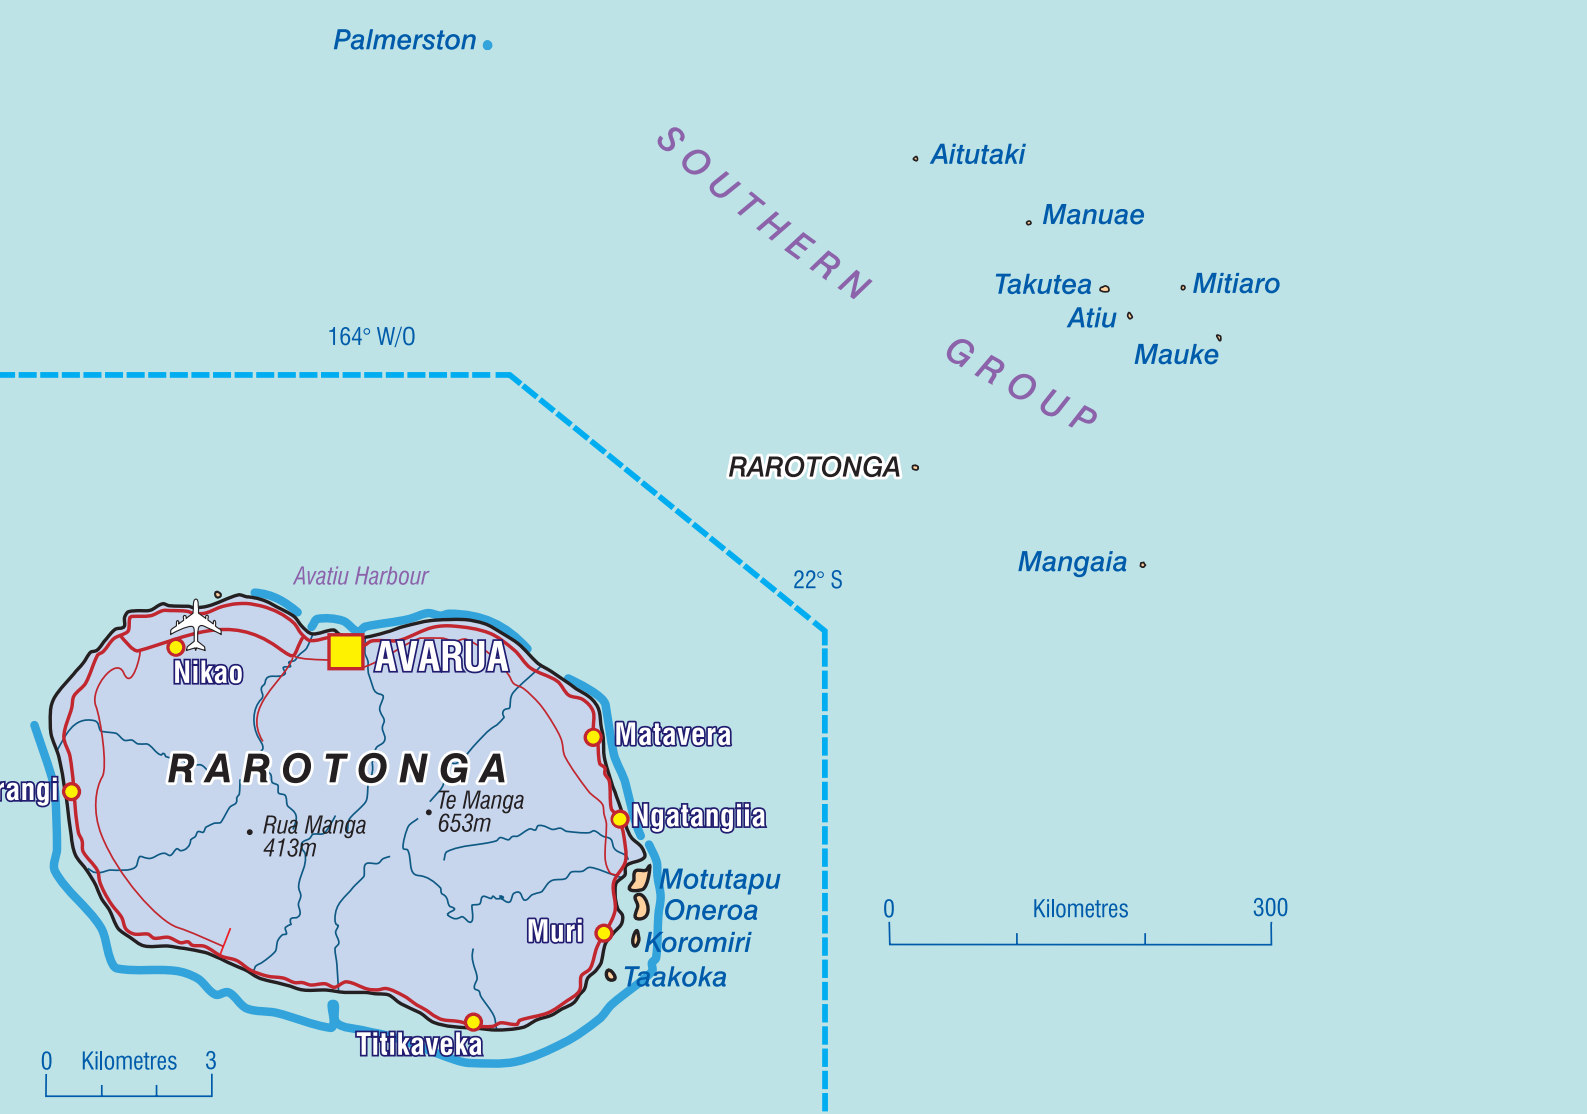 Palmerston
Aitutaki
Manuae
SOUTHERN
GROUP
Takutea
Mitiaro
Atiu
Mauke
164° W/O
RAROTONGA
Mangaia
22° S
Avatiu Harbour
AVARUA
Nikao
Matavera
RAROTONGA
rangi
Te Manga
653m
Ngatangiia
Rua Manga
413m
Motutapu
Oneroa
Muri
Koromiri
Taakoka
0 Kilometres 300
Titikaveka
0 Kilometres 3